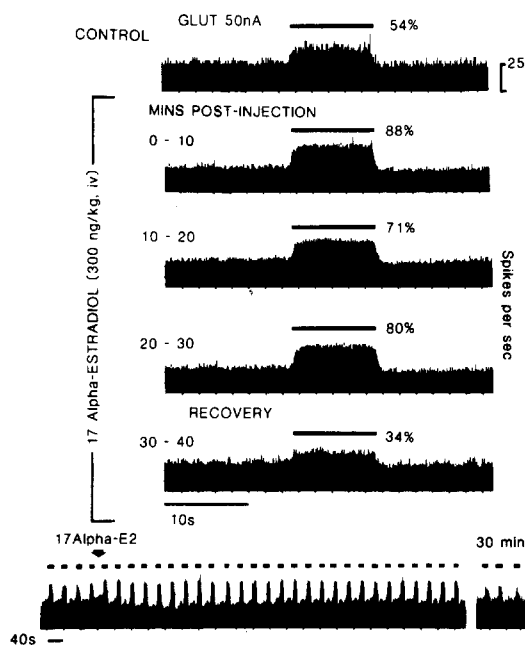 GLUT 50nA
54%
CONTROL
25
MINS POST-INJECTION
0 - 10
88%
10 - 20
71%
17 Alpha-ESTRADIOL (300 ng/kg, iv)
Spikes per sec
20 - 30
80%
RECOVERY
30 - 40
34%
10s
17Alpha-E2
30 min
40s